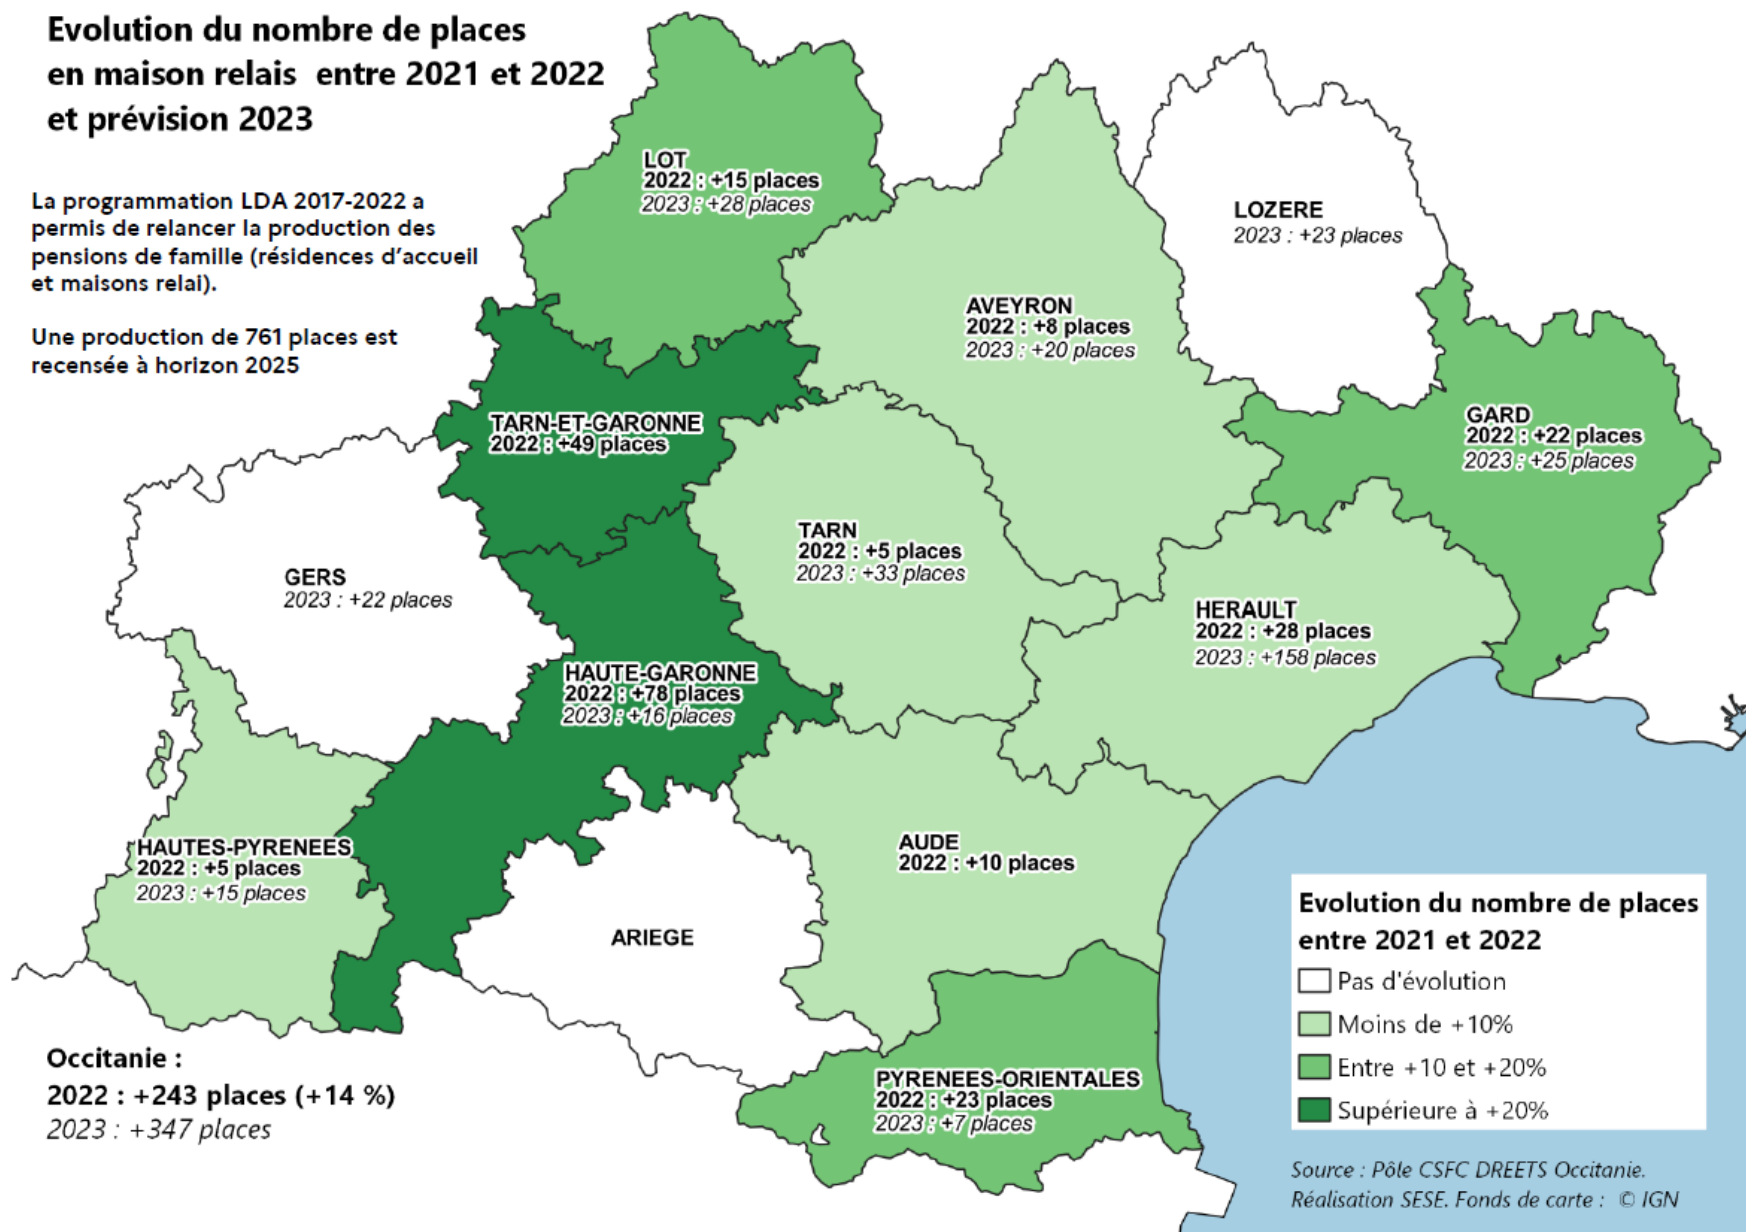 Evolution du nombre de places
en maison relais entre 2021 et 2022
et prévision 2023
La programmation LDA 2017-2022 a
permis de relancer la production des
pensions de famille (résidences d'accueil
et maisons relai).
Une production de 761 places est
recensée à horizon 2025
LOT
2022 : +15 places
2023 : +28 places
LOZERE
2023 : +23 places
AVEYRON
2022 : +8 places
2023 : +20 places
TARN-ET-GARONNE
2022 : +49 places
GARD
2022 : +22 places
2023 : +25 places
TARN
2022 : +5 places
2023 : +33 places
GERS
2023 : +22 places
HERAULT
2022 : +28 places
2023 : +158 places
HAUTE-GARONNE
2022 : +78 places
2023 : +16 places
HAUTES-PYRENEES
2022 : +5 places
2023 : +15 places
AUDE
2022 : +10 places
ARIEGE
PYRENEES-ORIENTALES
2022 : +23 places
2023 : +7 places
Occitanie :
2022 : +243 places (+14 %)
2023 : +347 places
Evolution du nombre de places
entre 2021 et 2022
Pas d'évolution
Moins de +10%
Entre +10 et +20%
Supérieure à +20%
Source : Pôle CSFC DREETS Occitanie.
Réalisation SESE. Fonds de carte : © IGN